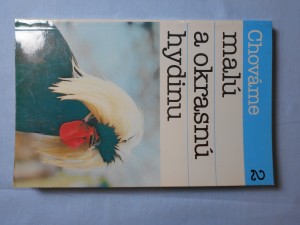 Chováme
malú
a okrasnú
hydinu
2